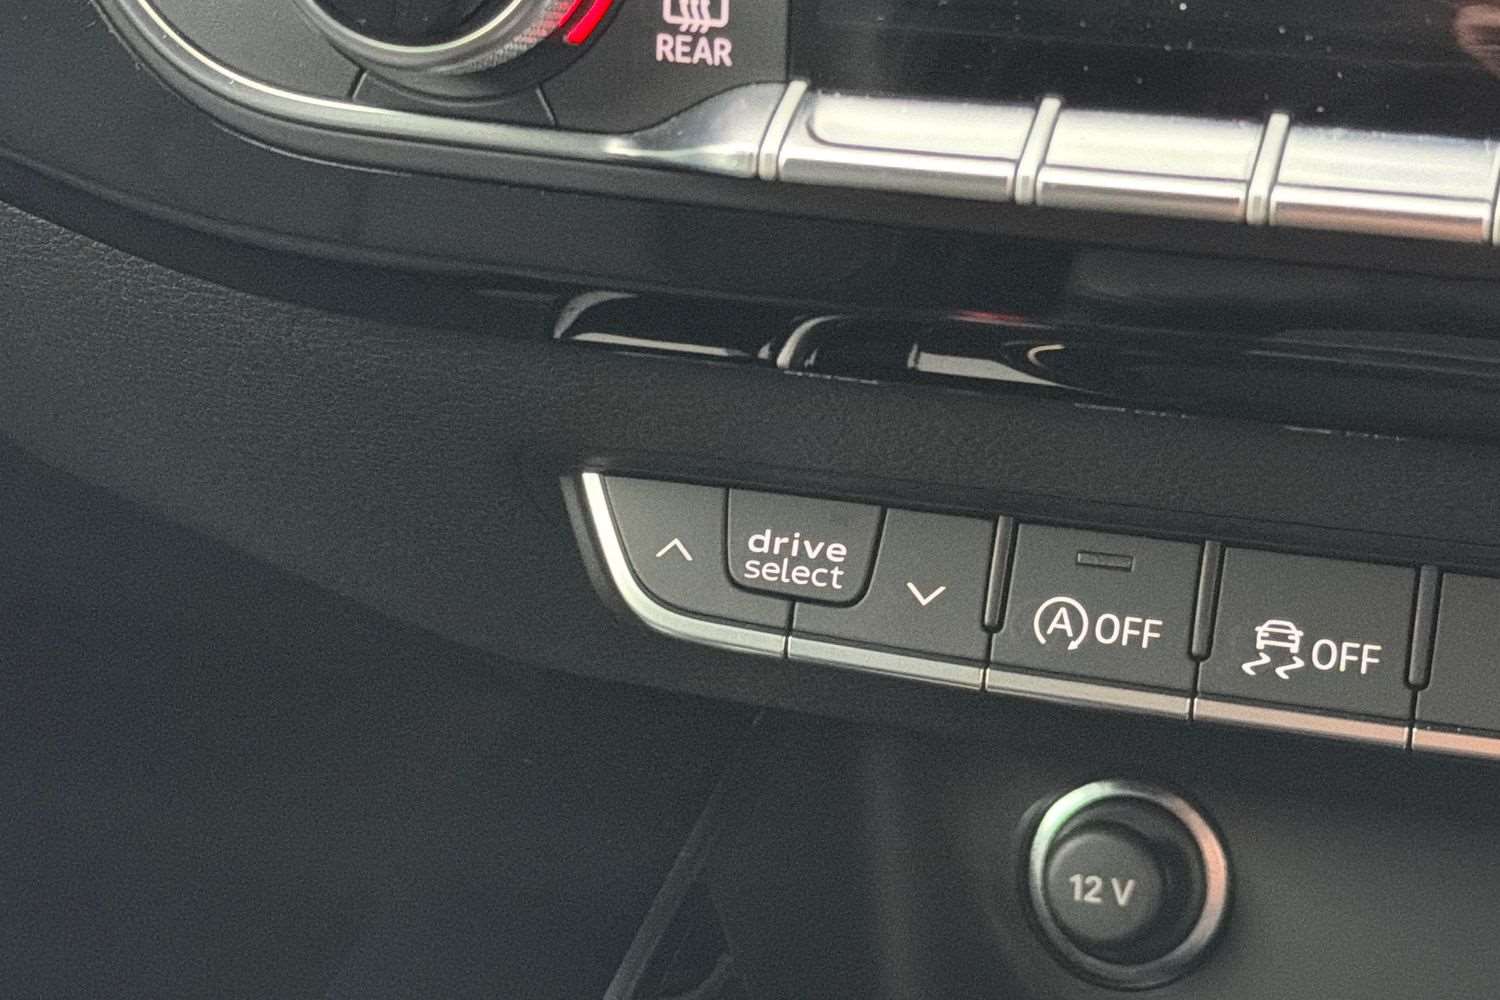 REAR
drive
select
A OFF
OFF
12 V